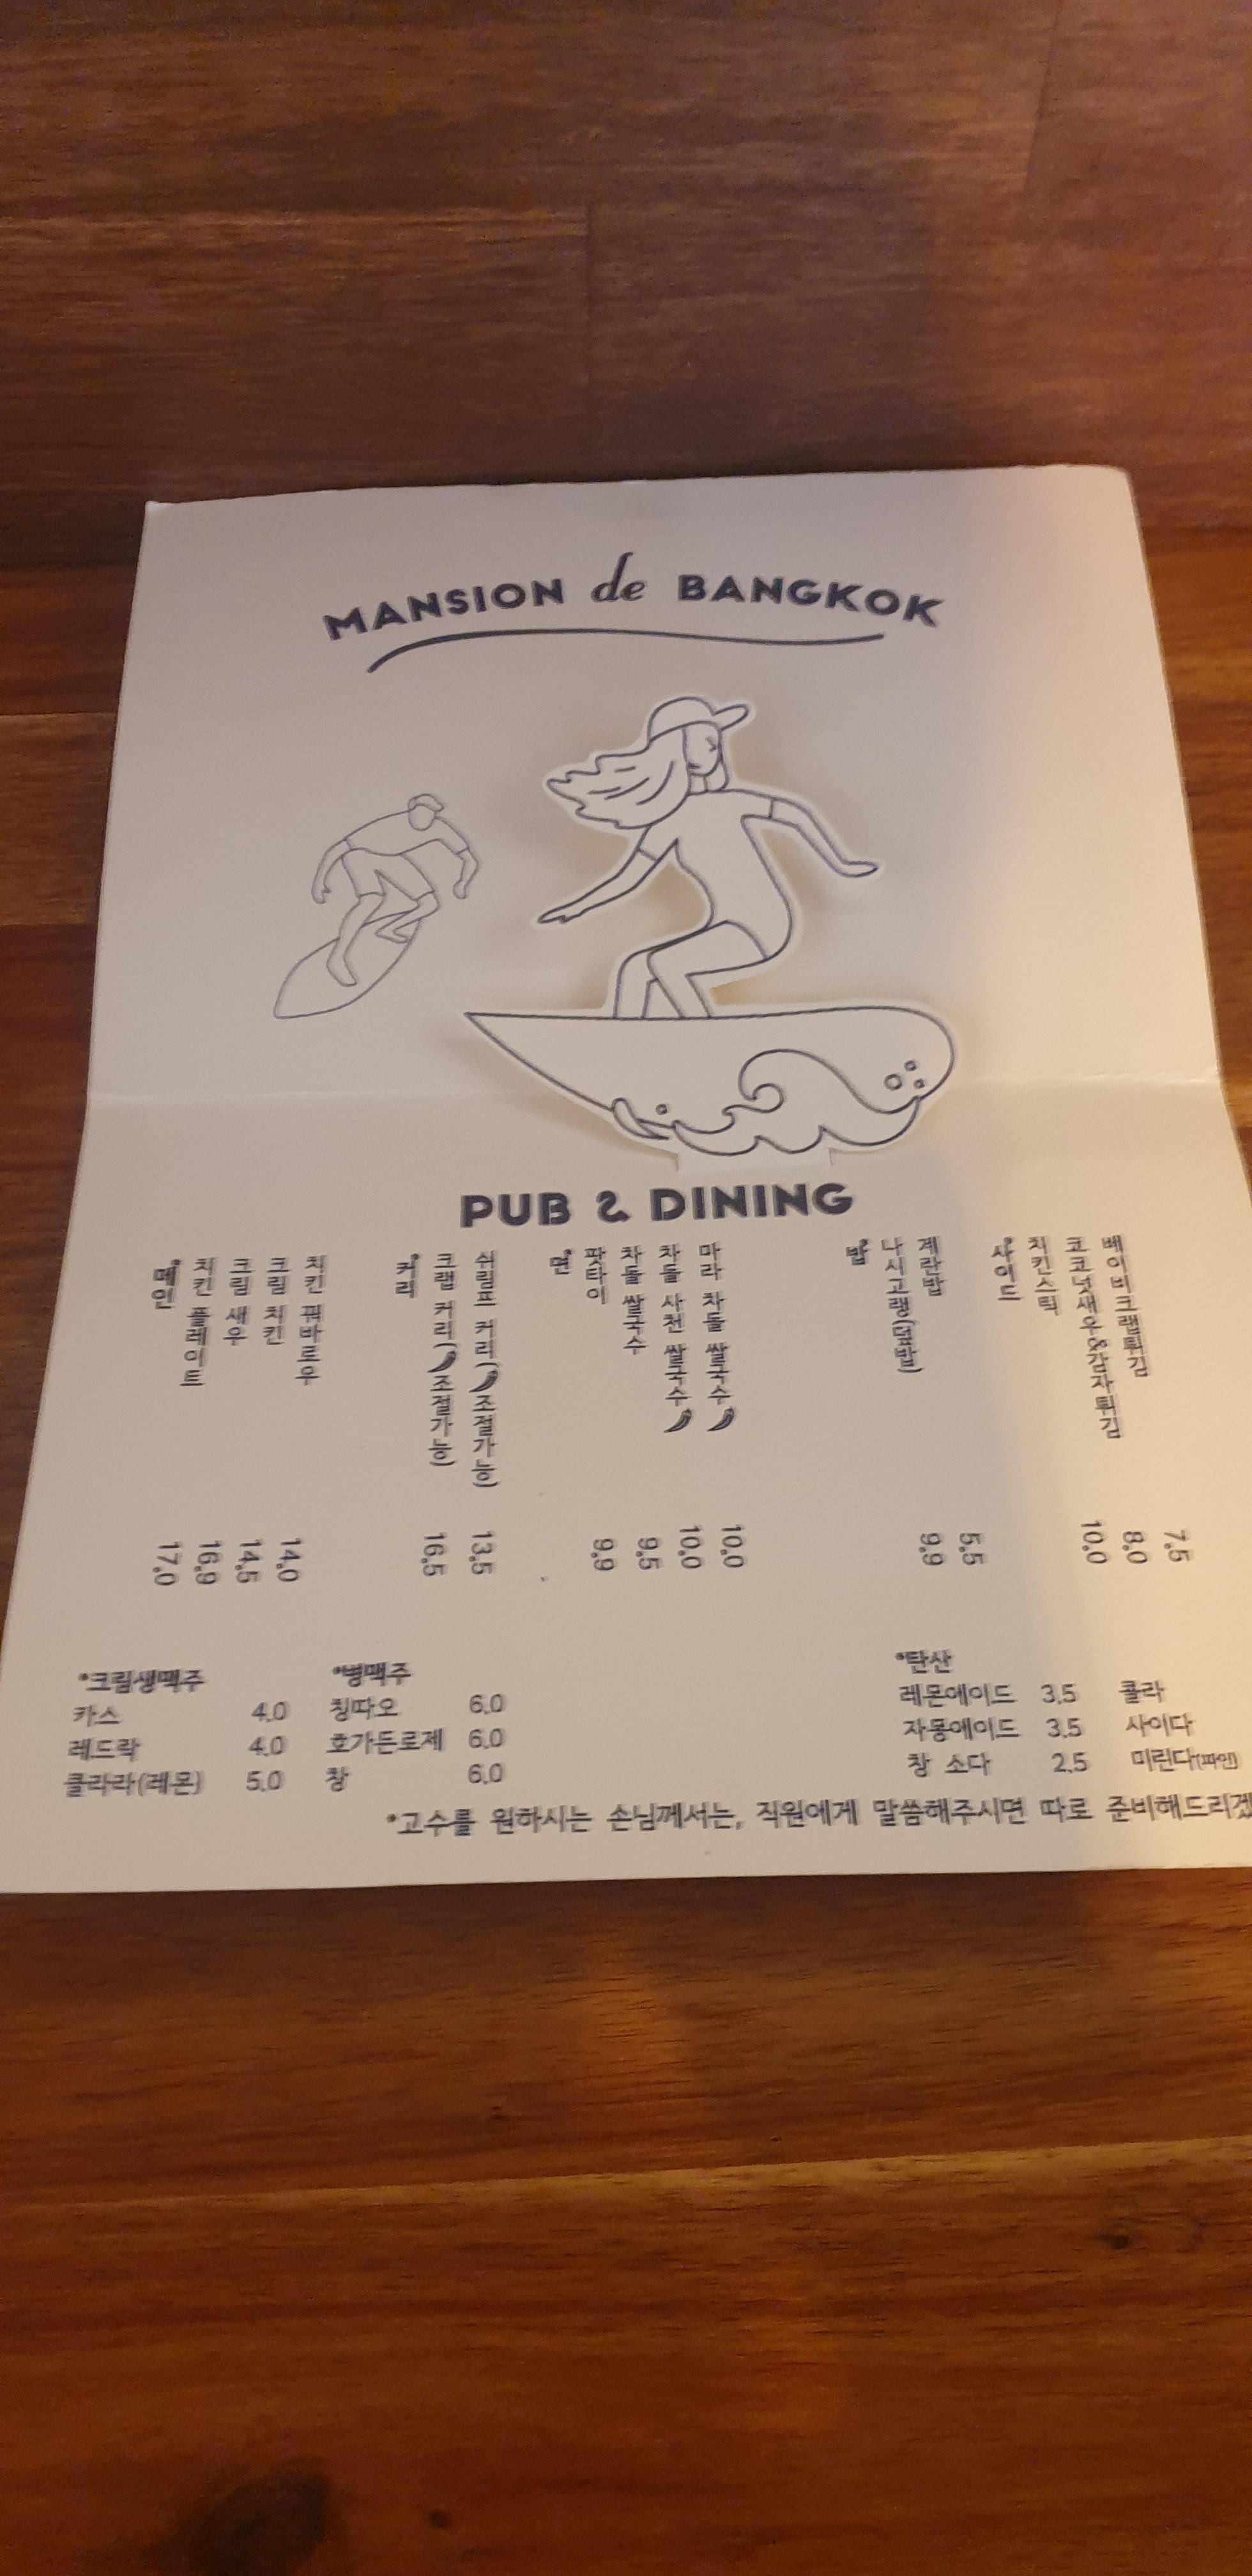 MANSION de BANGKOK
PUB & DINING
*메인
치킨 플레이트 17.0
크림 새우 16.9
크림 치킨 14.5
치킨 꿔바로우 14.0
*커리
크랩 커리(조절가능) 16.5
쉬림프 커리(조절가능) 13.5
*면
팟타이 9.9
차돌 쌀국수 9.5
차돌 사천 쌀국수 10.0
마라 차돌 쌀국수 10.0
*밥
나시고랭(덮밥) 9.9
계란밥 5.5
*사이드
치킨스틱 10.0
코코넛새우&감자튀김 8.0
베이비크랩튀김 7.5
*크림생맥주
카스 4.0
레드락 4.0
클라라(레몬) 5.0
*병맥주
칭따오 6.0
호가든로제 6.0
창 6.0
*탄산
레몬에이드 3.5 콜라
자몽에이드 3.5 사이다
창 소다 2.5 미린다(파인)
*고수를 원하시는 손님께서는, 직원에게 말씀해주시면 따로 준비해드리겠